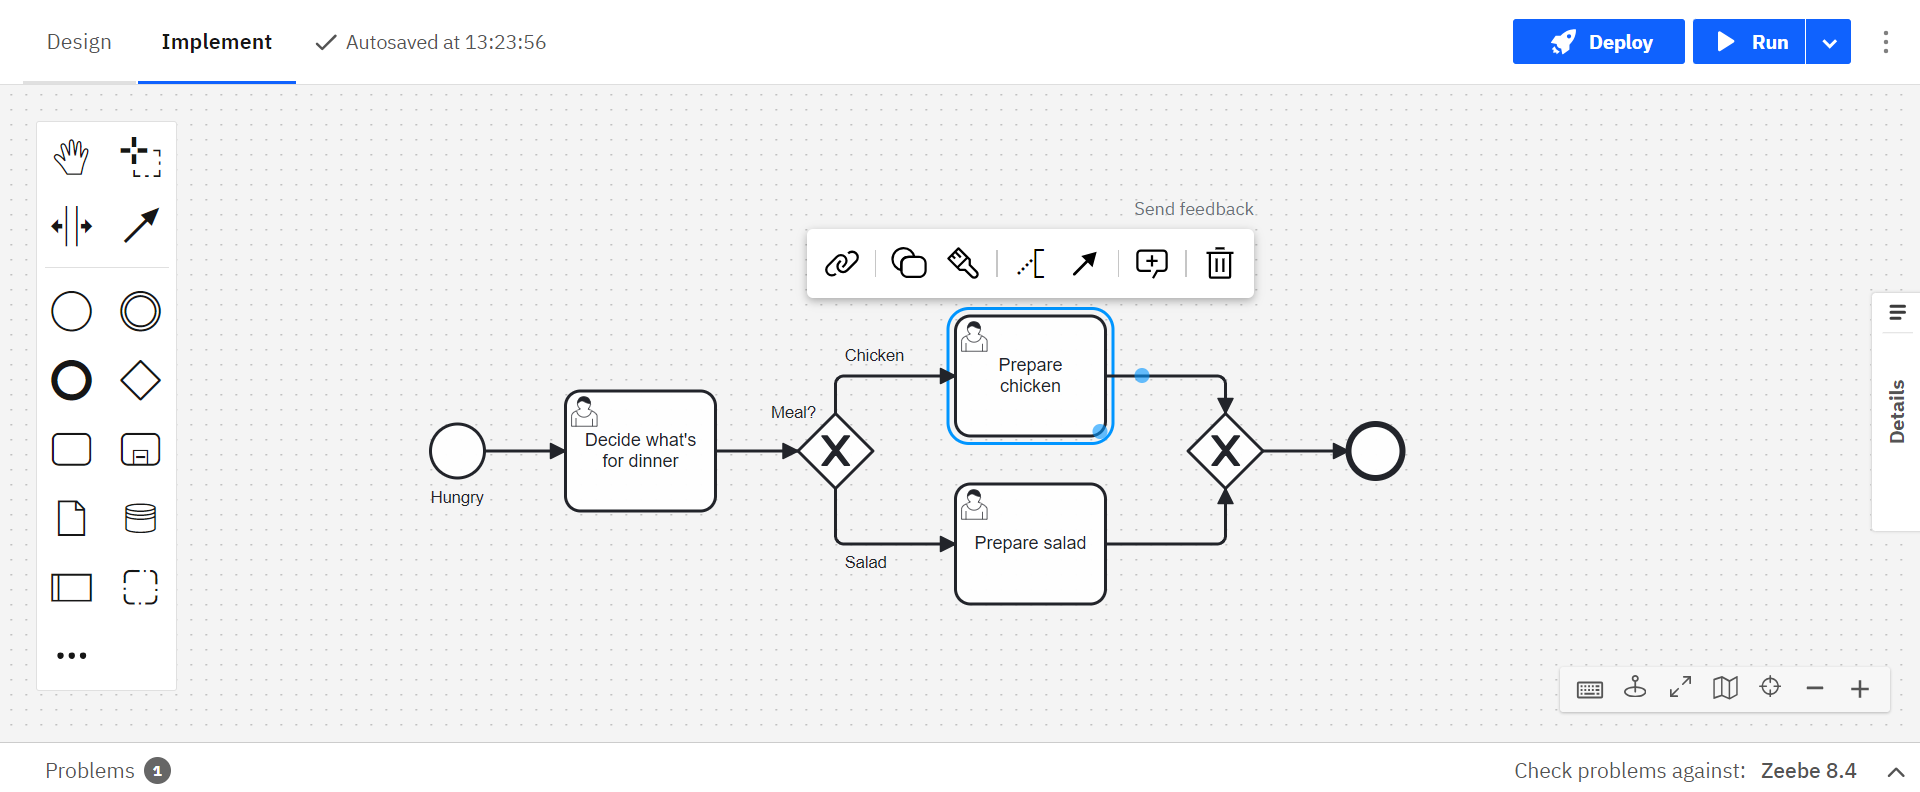 Design
Implement
Autosaved at 13:23:56
Deploy
Run
Send feedback
Chicken
Prepare
chicken
Meal?
Decide what's
for dinner
Hungry
Prepare salad
Salad
Details
Problems 1
Check problems against: Zeebe 8.4